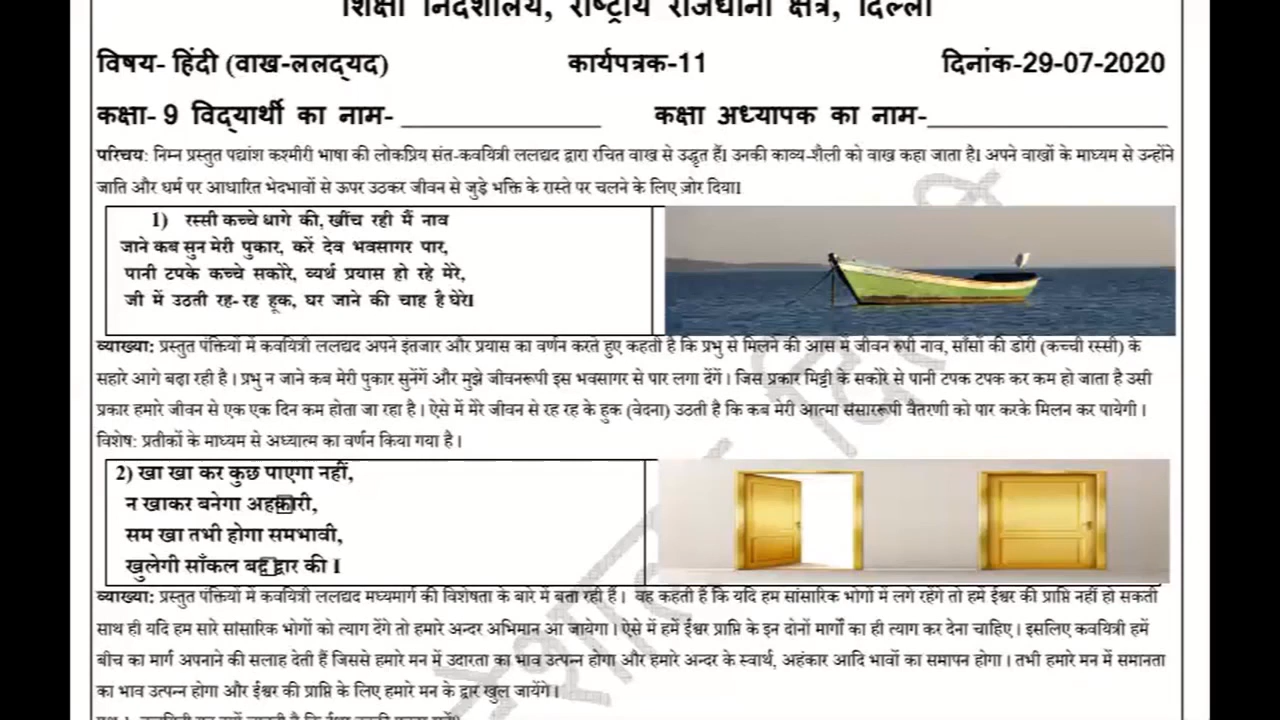 शिक्षा निदेशालय, राष्ट्रीय राजधानी क्षेत्र, दिल्ली
विषय- हिंदी (वाख-ललद्यद) कार्यपत्रक-11 दिनांक-29-07-2020
कक्षा- 9 विद्यार्थी का नाम- ____________ कक्षा अध्यापक का नाम-______________
परिचय: निम्न प्रस्तुत पद्यांश कश्मीरी भाषा की लोकप्रिय संत-कवयित्री ललद्यद द्वारा रचित वाख से उद्धृत हैं। उनकी काव्य-शैली को वाख कहा जाता है। अपने वाखों के माध्यम से उन्होंने
जाति और धर्म पर आधारित भेदभावों से ऊपर उठकर जीवन से जुड़े भक्ति के रास्ते पर चलने के लिए ज़ोर दिया।
1) रस्सी कच्चे धागे की, खींच रही मैं नाव
जाने कब सुन मेरी पुकार, करें देव भवसागर पार,
पानी टपके कच्चे सकोरे, व्यर्थ प्रयास हो रहे मेरे,
जी में उठती रह-रह हूक, घर जाने की चाह है घेरे।
व्याख्या: प्रस्तुत पंक्तियों में कवयित्री ललद्यद अपने इंतजार और प्रयास का वर्णन करते हुए कहती है कि प्रभु से मिलने की आस में जीवन रुपी नाव, साँसों की डोरी (कच्ची रस्सी) के
सहारे आगे बढ़ा रही है। प्रभु न जाने कब मेरी पुकार सुनेंगें और मुझे जीवनरूपी इस भवसागर से पार लगा देंगें। जिस प्रकार मिट्टी के सकोरे से पानी टपक टपक कर कम हो जाता है उसी
प्रकार हमारे जीवन से एक एक दिन कम होता जा रहा है। ऐसे में मेरे जीवन से रह रह के हुक (वेदना) उठती है कि कब मेरी आत्मा संसाररूपी वैतरणी को पार करके मिलन कर पायेगी।
विशेष: प्रतीकों के माध्यम से अध्यात्म का वर्णन किया गया है।
2) खा खा कर कुछ पाएगा नहीं,
न खाकर बनेगा अहंकारी,
सम खा तभी होगा समभावी,
खुलेगी साँकल बंद द्वार की।
व्याख्या: प्रस्तुत पंक्तियों में कवयित्री ललद्यद मध्यमार्ग की विशेषता के बारे में बता रही हैं। वह कहती हैं कि यदि हम सांसारिक भोगों में लगे रहेंगे तो हमें ईश्वर की प्राप्ति नहीं हो सकती
साथ ही यदि हम सारे सांसारिक भोगों को त्याग देंगे तो हमारे अन्दर अभिमान आ जायेगा। ऐसे में हमें ईश्वर प्राप्ति के इन दोनों मार्गों का ही त्याग कर देना चाहिए। इसलिए कवयित्री हमें
बीच का मार्ग अपनाने की सलाह देती हैं जिससे हमारे मन में उदारता का भाव उत्पन्न होगा और हमारे अन्दर के स्वार्थ, अहंकार आदि भावों का समापन होगा। तभी हमारे मन में समानता
का भाव उत्पन्न होगा और ईश्वर की प्राप्ति के लिए हमारे मन के द्वार खुल जायेंगे।